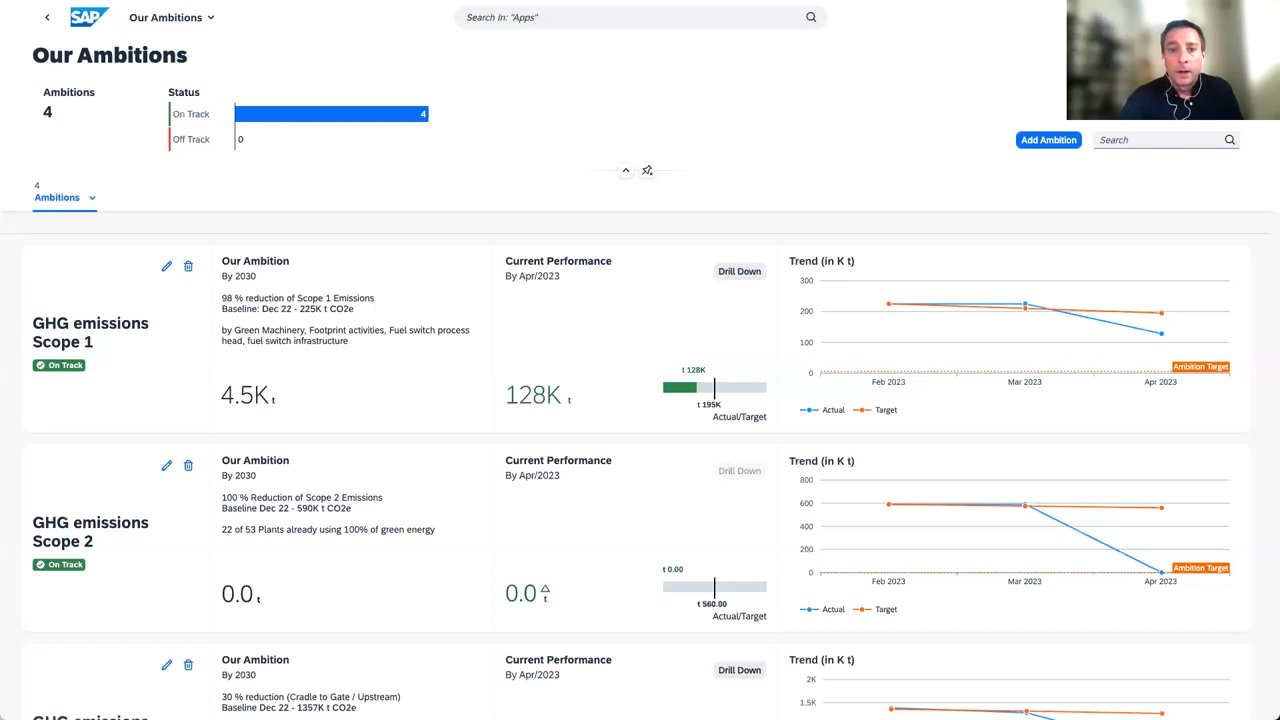 SAP
Our Ambitions
Search In: "Apps"
Our Ambitions
Ambitions
4
Status
On Track
4
Off Track
0
Add Ambition
Search
4
Ambitions
GHG emissions
Scope 1
On Track
Our Ambition
By 2030
98 % reduction of Scope 1 Emissions
Baseline: Dec 22 - 225K t CO2e
by Green Machinery, Footprint activities, Fuel switch process
head, fuel switch infrastructure
4.5K t
Current Performance
By Apr/2023
Drill Down
128K t
t 128K
t 195K
Actual/Target
Trend (in K t)
300
200
100
0
Ambition Target
Feb 2023
Mar 2023
Apr 2023
Actual
Target
GHG emissions
Scope 2
On Track
Our Ambition
By 2030
100 % Reduction of Scope 2 Emissions
Baseline Dec 22 - 590K t CO2e
22 of 53 Plants already using 100% of green energy
0.0 t
Current Performance
By Apr/2023
Drill Down
0.0 t
t 0.00
t 560.00
Actual/Target
Trend (in K t)
800
600
400
200
0
Ambition Target
Feb 2023
Mar 2023
Apr 2023
Actual
Target
GHG emissions
Our Ambition
By 2030
30 % reduction (Cradle to Gate / Upstream)
Baseline Dec 22 - 1357K t CO2e
Current Performance
By Apr/2023
Drill Down
Trend (in K t)
2K
1.5K